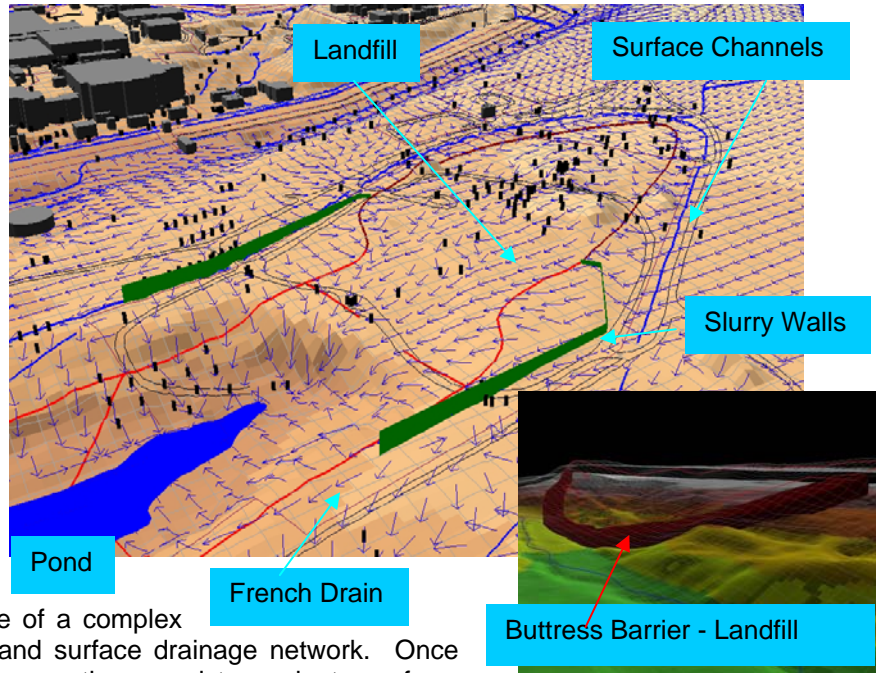 Landfill
Surface Channels
Slurry Walls
Pond
French Drain
Buttress Barrier - Landfill
e of a complex
and surface drainage network. Once